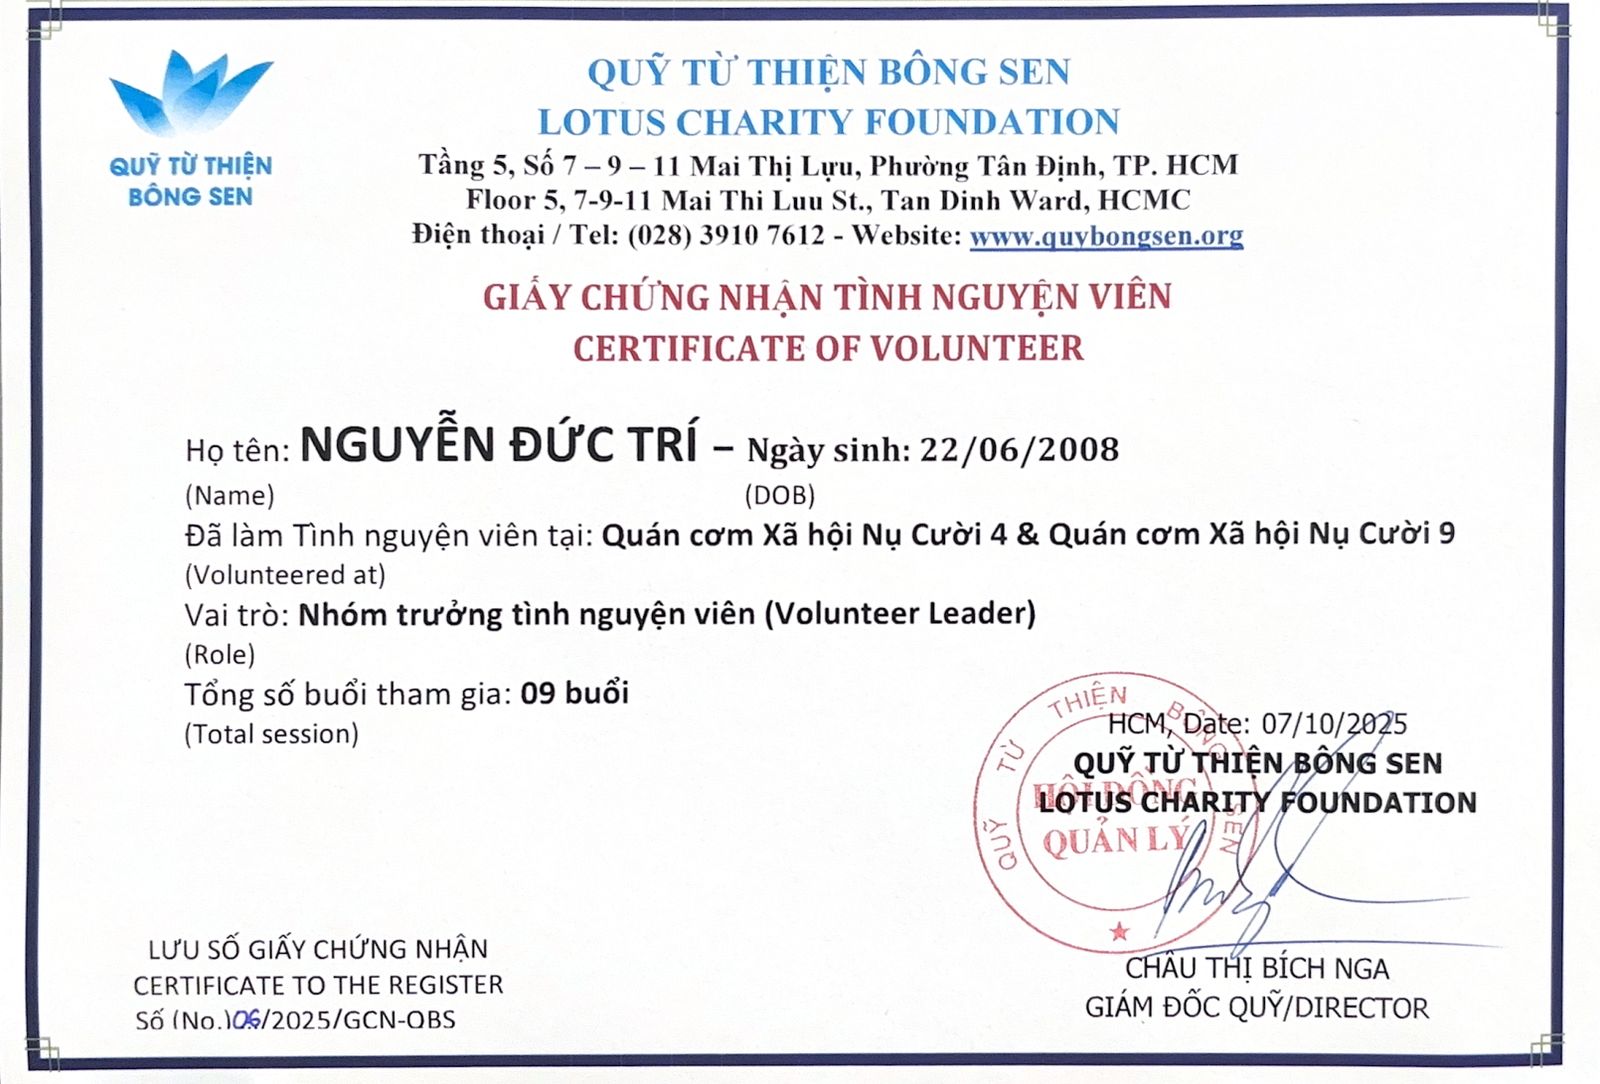 QUỸ TỪ THIỆN BÔNG SEN
LOTUS CHARITY FOUNDATION
Tầng 5, Số 7 – 9 – 11 Mai Thị Lựu, Phường Tân Định, TP. HCM
Floor 5, 7-9-11 Mai Thi Luu St., Tan Dinh Ward, HCMC
Điện thoại / Tel: (028) 3910 7612 - Website: www.quybongsen.org
QUỸ TỪ THIỆN
BÔNG SEN
GIẤY CHỨNG NHẬN TÌNH NGUYỆN VIÊN
CERTIFICATE OF VOLUNTEER
Họ tên: NGUYỄN ĐỨC TRÍ – Ngày sinh: 22/06/2008
(Name) (DOB)
Đã làm Tình nguyện viên tại: Quán cơm Xã hội Nụ Cười 4 & Quán cơm Xã hội Nụ Cười 9
(Volunteered at)
Vai trò: Nhóm trưởng tình nguyện viên (Volunteer Leader)
(Role)
Tổng số buổi tham gia: 09 buổi
(Total session)
HCM, Date: 07/10/2025
QUỸ TỪ THIỆN BÔNG SEN
LOTUS CHARITY FOUNDATION
QUỸ TỪ THIỆN BÔNG SEN
HỘI ĐỒNG
QUẢN LÝ
CHÂU THỊ BÍCH NGA
GIÁM ĐỐC QUỸ/DIRECTOR
LƯU SỐ GIẤY CHỨNG NHẬN
CERTIFICATE TO THE REGISTER
Số (No.)06/2025/GCN-QBS